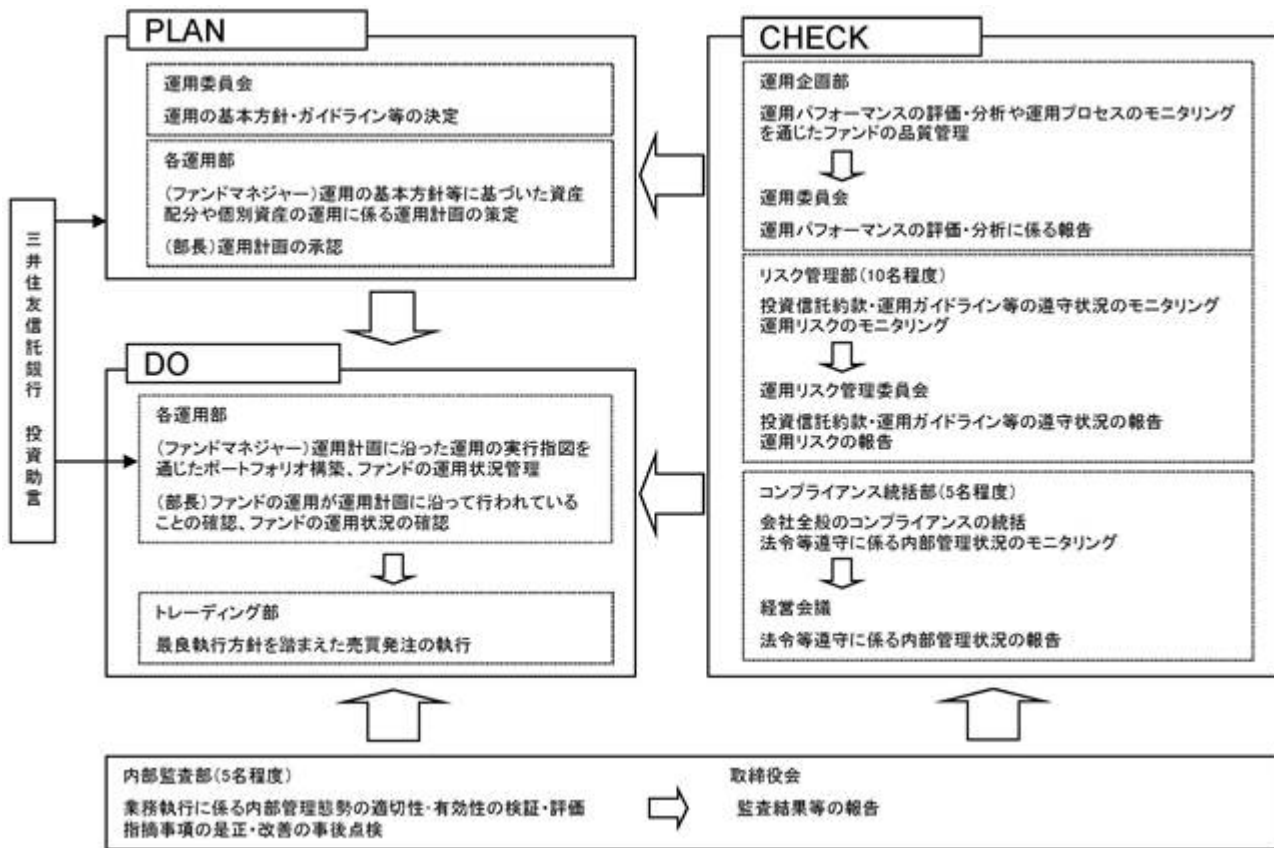 PLAN
運用委員会
運用の基本方針・ガイドライン等の決定
各運用部
(ファンドマネジャー)運用の基本方針等に基づいた資産
配分や個別資産の運用に係る運用計画の策定
(部長)運用計画の承認
三井住友信託銀行 投資助言
DO
各運用部
(ファンドマネジャー)運用計画に沿った運用の実行指図を
通じたポートフォリオ構築、ファンドの運用状況管理
(部長)ファンドの運用が運用計画に沿って行われている
ことの確認、ファンドの運用状況の確認
トレーディング部
最良執行方針を踏まえた売買発注の執行
CHECK
運用企画部
運用パフォーマンスの評価・分析や運用プロセスのモニタリング
を通じたファンドの品質管理
運用委員会
運用パフォーマンスの評価・分析に係る報告
リスク管理部(10名程度)
投資信託約款・運用ガイドライン等の遵守状況のモニタリング
運用リスクのモニタリング
運用リスク管理委員会
投資信託約款・運用ガイドライン等の遵守状況の報告
運用リスクの報告
コンプライアンス統括部(5名程度)
会社全般のコンプライアンスの統括
法令等遵守に係る内部管理状況のモニタリング
経営会議
法令等遵守に係る内部管理状況の報告
内部監査部(5名程度)
業務執行に係る内部管理態勢の適切性・有効性の検証・評価
指摘事項の是正・改善の事後点検
取締役会
監査結果等の報告